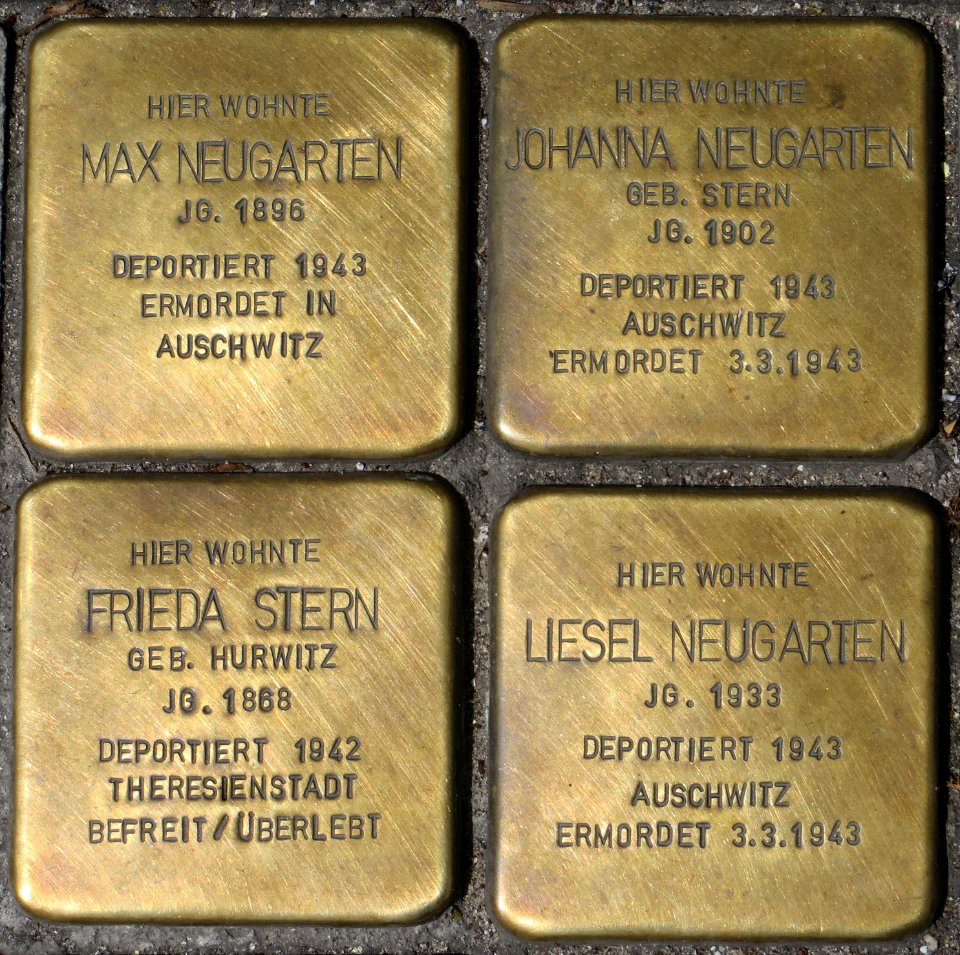 HIER WOHNTE
MAX NEUGARTEN
JG. 1896
DEPORTIERT 1943
ERMORDET IN
AUSCHWITZ
HIER WOHNTE
JOHANNA NEUGARTEN
GEB. STERN
JG. 1902
DEPORTIERT 1943
AUSCHWITZ
ERMORDET 3.3.1943
HIER WOHNTE
FRIEDA STERN
GEB. HURWITZ
JG. 1868
DEPORTIERT 1942
THERESIENSTADT
BEFREIT/ÜBERLEBT
HIER WOHNTE
LIESEL NEUGARTEN
JG. 1933
DEPORTIERT 1943
AUSCHWITZ
ERMORDET 3.3.1943